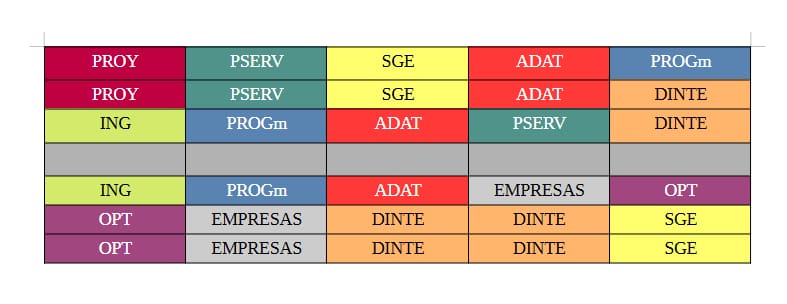 PROY PSERV SGE ADAT PROGm
PROY PSERV SGE ADAT DINTE
ING PROGm ADAT PSERV DINTE
ING PROGm ADAT EMPRESAS OPT
OPT EMPRESAS DINTE DINTE SGE
OPT EMPRESAS DINTE DINTE SGE